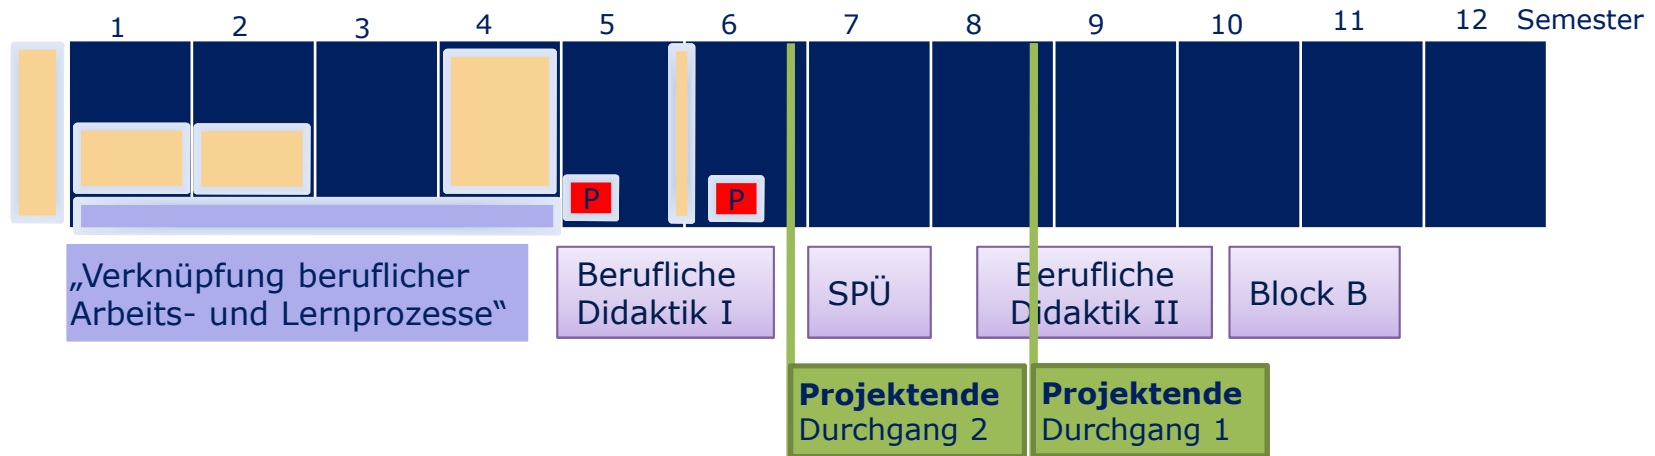 1 2 3 4 5 6 7 8 9 10 11 12 Semester
P P
„Verknüpfung beruflicher
Arbeits- und Lernprozesse“
Berufliche
Didaktik I
SPÜ
Berufliche
Didaktik II
Block B
Projektende
Durchgang 2
Projektende
Durchgang 1